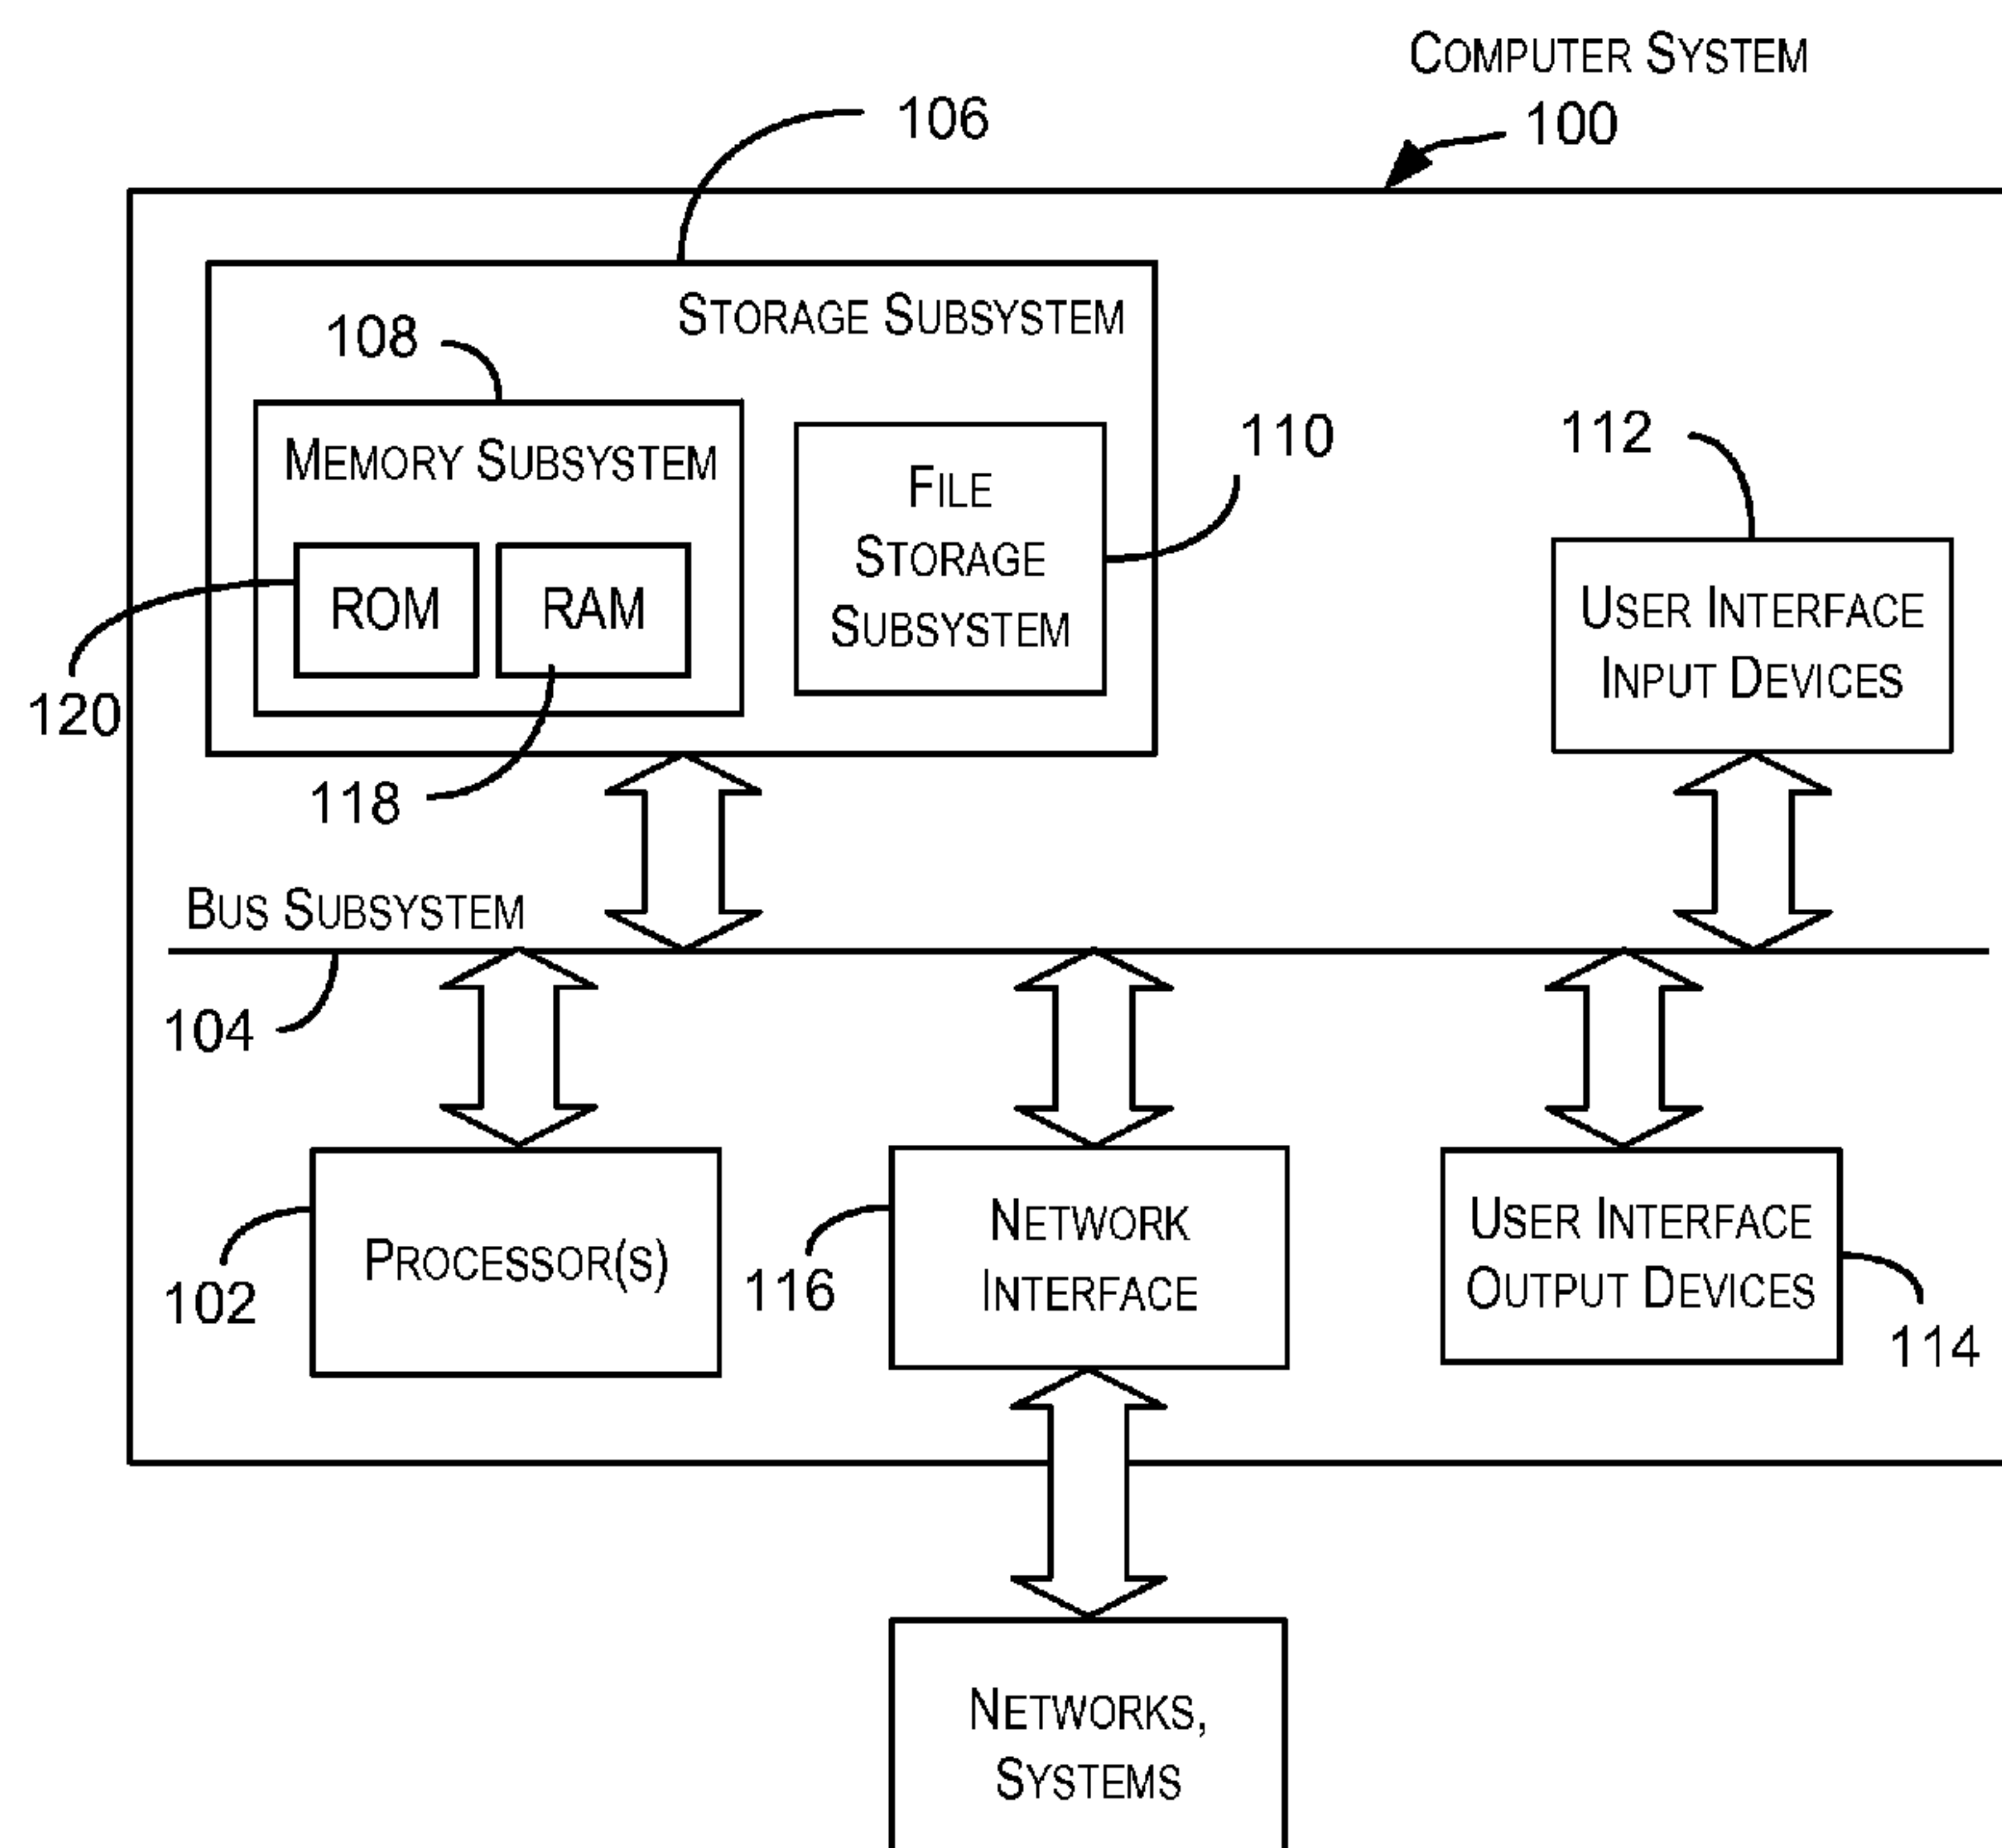 COMPUTER SYSTEM
100
106
STORAGE SUBSYSTEM
108
MEMORY SUBSYSTEM
ROM
RAM
FILE
STORAGE
SUBSYSTEM
110
112
USER INTERFACE
INPUT DEVICES
120
118
BUS SUBSYSTEM
104
PROCESSOR(S)
102
NETWORK
INTERFACE
116
USER INTERFACE
OUTPUT DEVICES
114
NETWORKS,
SYSTEMS